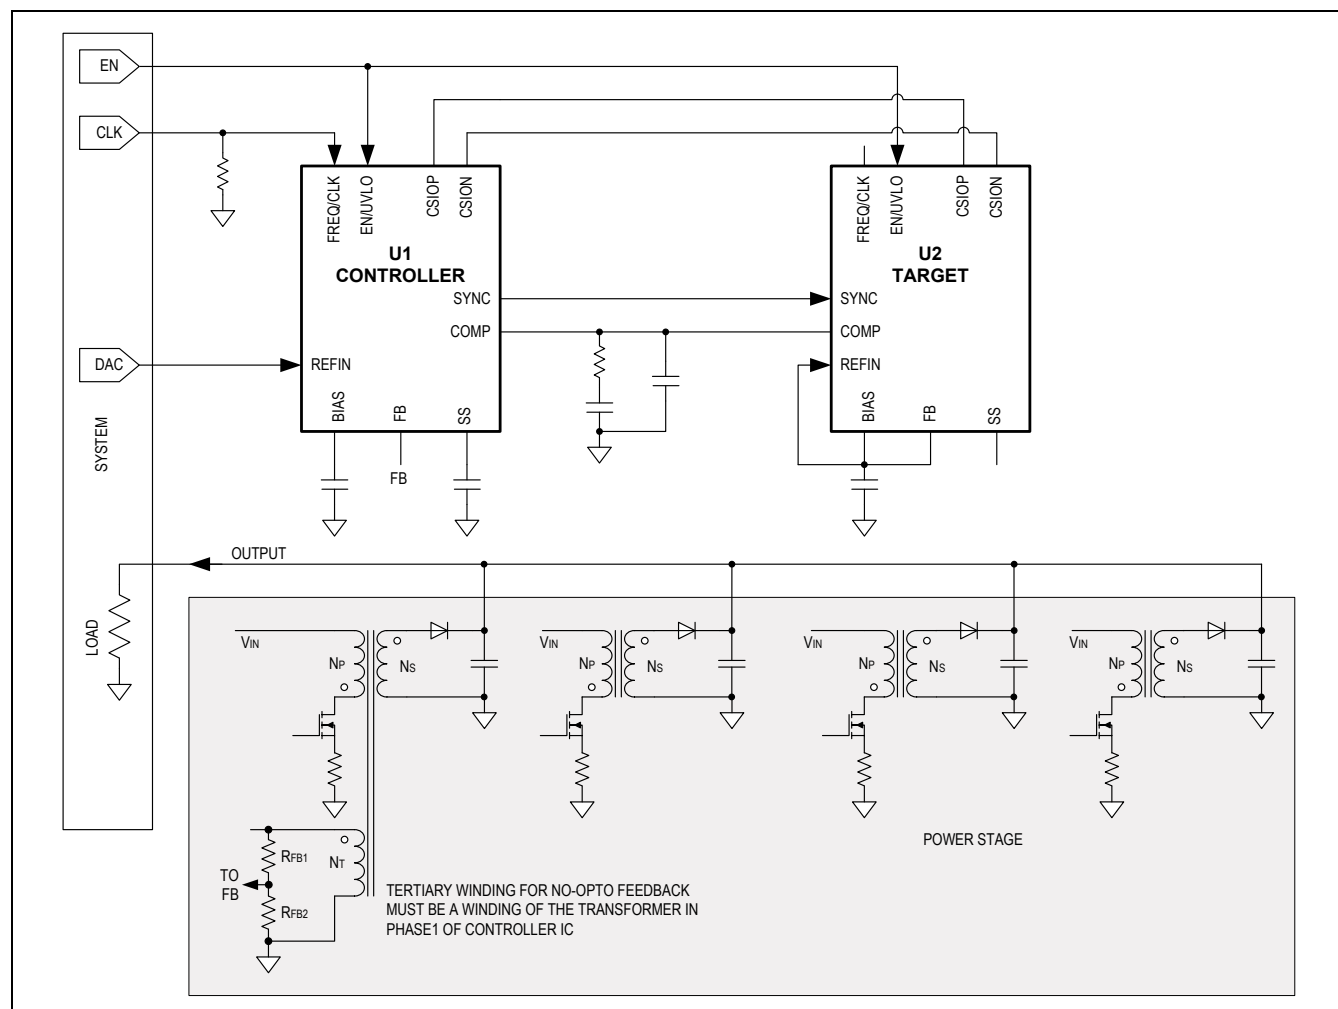 EN
CLK
DAC
SYSTEM
LOAD
FREQ/CLK
EN/UVLO
CSIOP
CSION
U1
CONTROLLER
SYNC
COMP
REFIN
BIAS
FB
SS
FB
FREQ/CLK
EN/UVLO
CSIOP
CSION
U2
TARGET
SYNC
COMP
REFIN
BIAS
FB
SS
OUTPUT
VIN
NP
NS
VIN
NP
NS
VIN
NP
NS
VIN
NP
NS
RFB1
NT
TO
FB
RFB2
TERTIARY WINDING FOR NO-OPTO FEEDBACK
MUST BE A WINDING OF THE TRANSFORMER IN
PHASE1 OF CONTROLLER IC
POWER STAGE